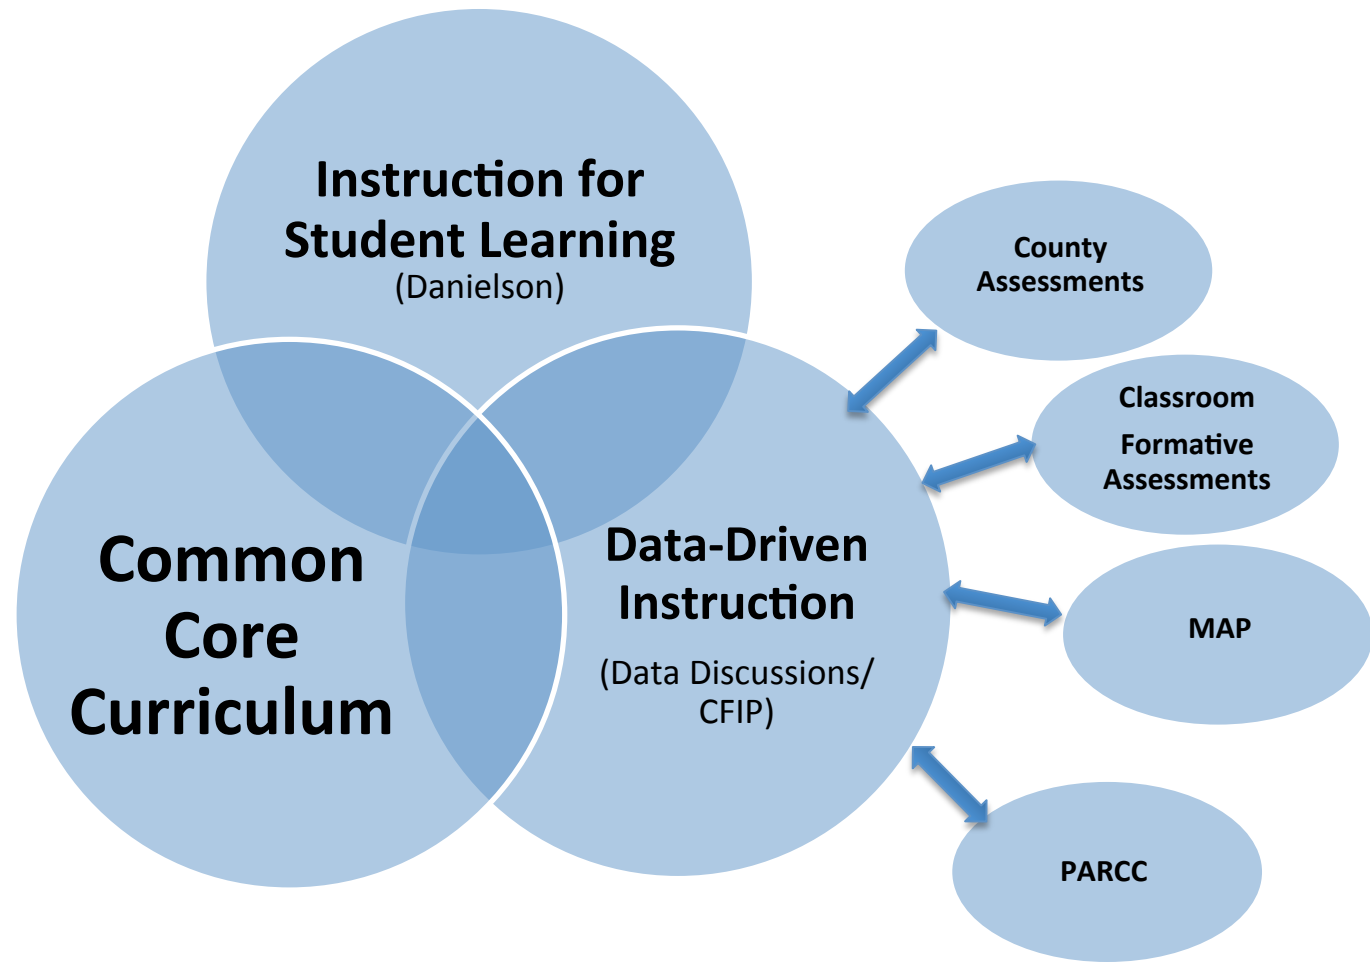 Instruction for
Student Learning
(Danielson)
County
Assessments
Classroom
Formative
Assessments
Common
Core
Curriculum
Data-Driven
Instruction
(Data Discussions/
CFIP)
MAP
PARCC